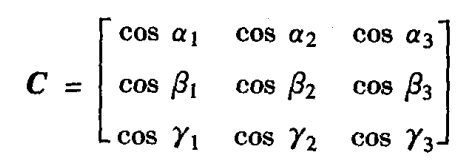 cos α₁ cos α₂ cos α₃
C = cos β₁ cos β₂ cos β₃
cos γ₁ cos γ₂ cos γ₃